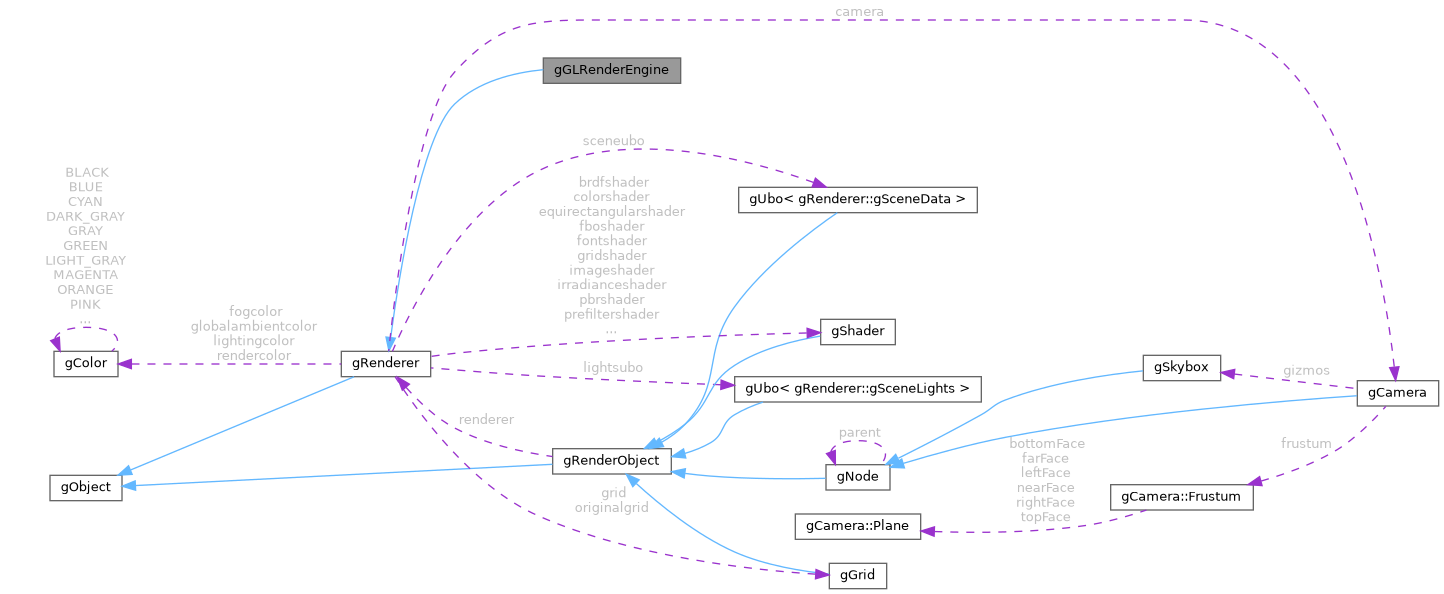 camera
gGLRenderEngine
sceneubo
BLACK
BLUE
CYAN
DARK_GRAY
GRAY
GREEN
LIGHT_GRAY
MAGENTA
ORANGE
PINK
...
brdfshader
colorshader
equirectangularshader
fboshader
fontshader
gridshader
imageshader
irradianceshader
pbrshader
prefiltershader
...
gUbo< gRenderer::gSceneData >
fogcolor
globalambientcolor
lightingcolor
rendercolor
gShader
gColor
gRenderer
lightsubo
gUbo< gRenderer::gSceneLights >
gSkybox
gizmos
gCamera
renderer
parent
bottomFace
farFace
leftFace
nearFace
rightFace
topFace
frustum
gRenderObject
gNode
gObject
grid
originalgrid
gCamera::Frustum
gCamera::Plane
gGrid